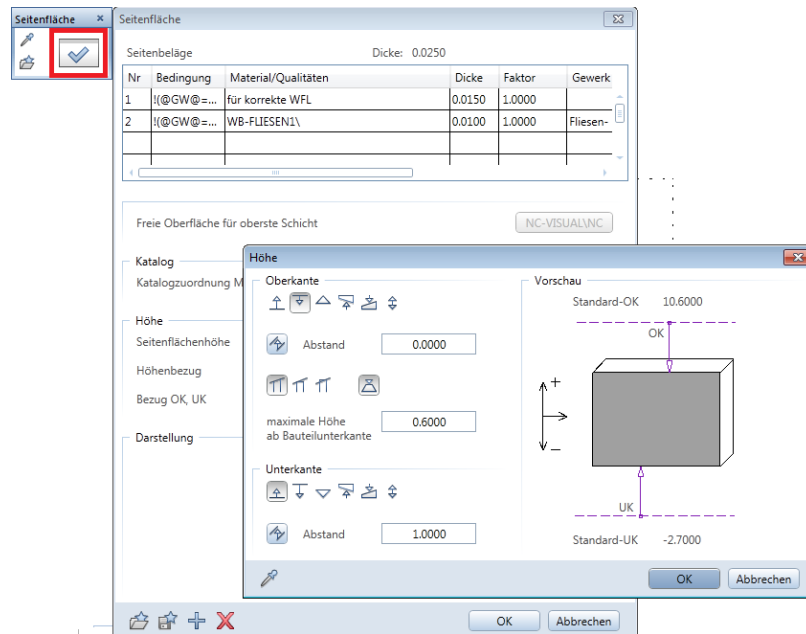 Seitenfläche
Seitenfläche
Seitenbeläge Dicke: 0.0250
Nr Bedingung Material/Qualitäten Dicke Faktor Gewerk
1 !(@GW@=... für korrekte WFL 0.0150 1.0000
2 !(@GW@=... WB-FLIESEN1\ 0.0100 1.0000 Fliesen-
Freie Oberfläche für oberste Schicht NC-VISUAL\NC
Katalog
Katalogzuordnung M
Höhe
Seitenflächenhöhe
Höhenbezug
Bezug OK, UK
Darstellung
OK Abbrechen
Höhe
Oberkante
Abstand 0.0000
maximale Höhe
ab Bauteilunterkante 0.6000
Unterkante
Abstand 1.0000
Vorschau
Standard-OK 10.6000
OK
+
–
UK
Standard-UK -2.7000
OK Abbrechen